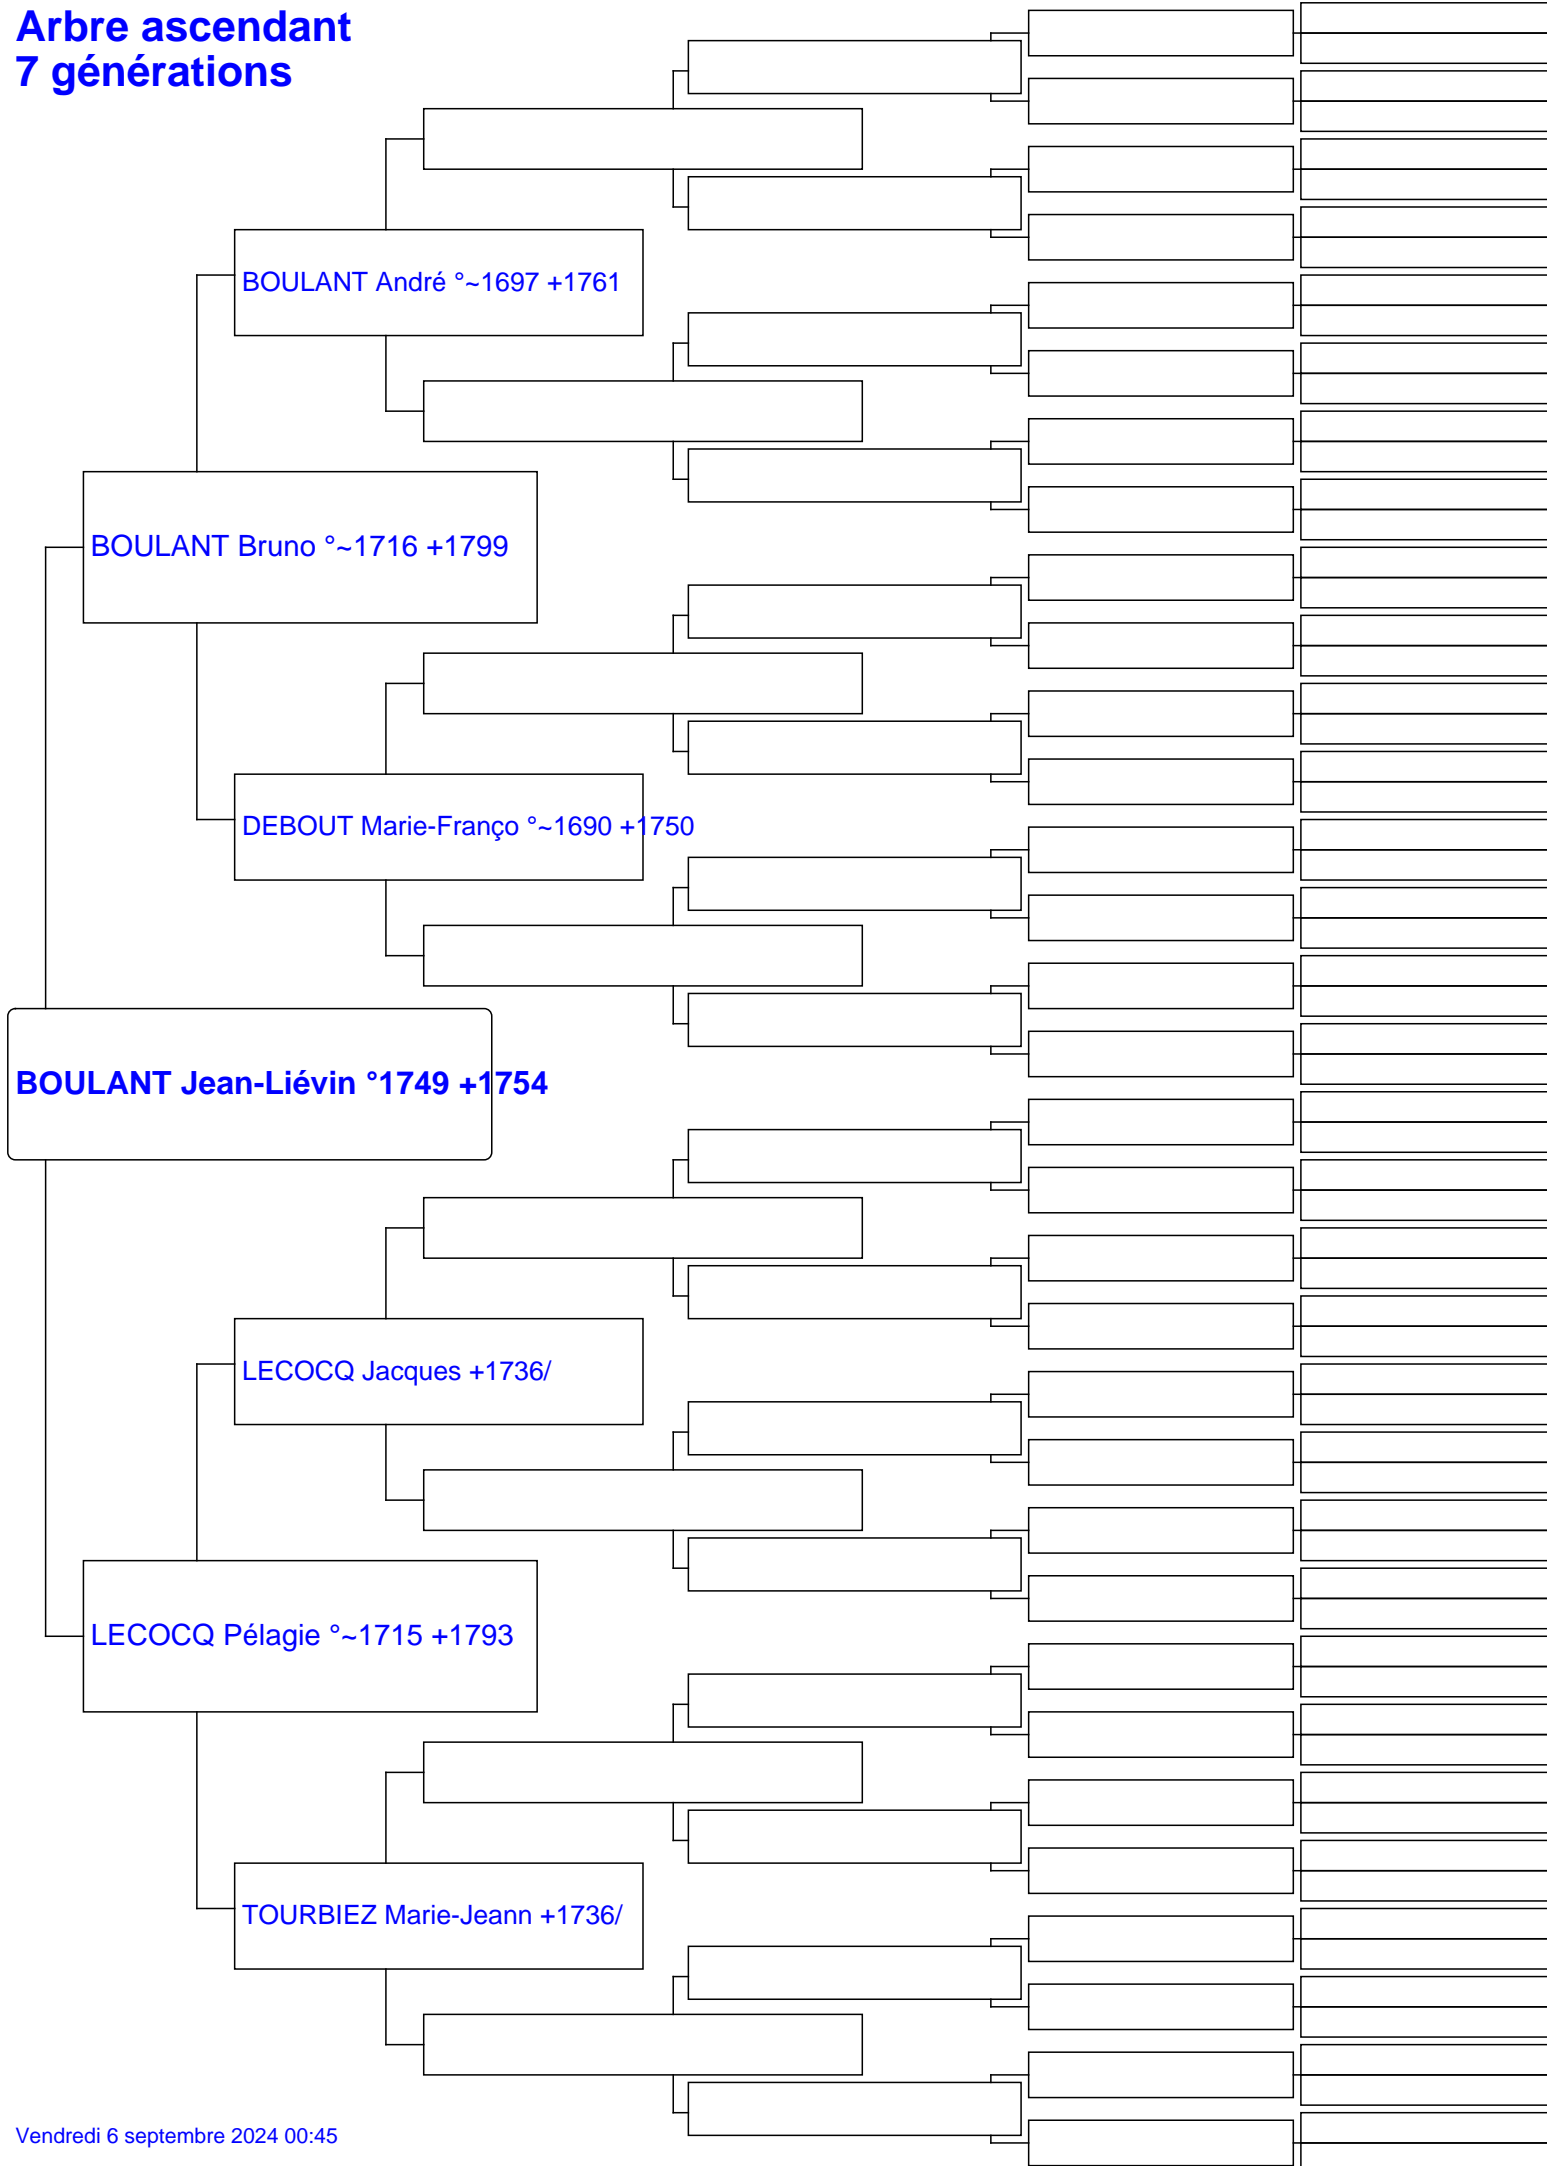 Arbre ascendant
7 générations
BOULANT André °~1697 +1761
BOULANT Bruno °~1716 +1799
DEBOUT Marie-Franço °~1690 +1750
BOULANT Jean-Liévin °1749 +1754
LECOCQ Jacques +1736/
LECOCQ Pélagie °~1715 +1793
TOURBIEZ Marie-Jeann +1736/
Vendredi 6 septembre 2024 00:45